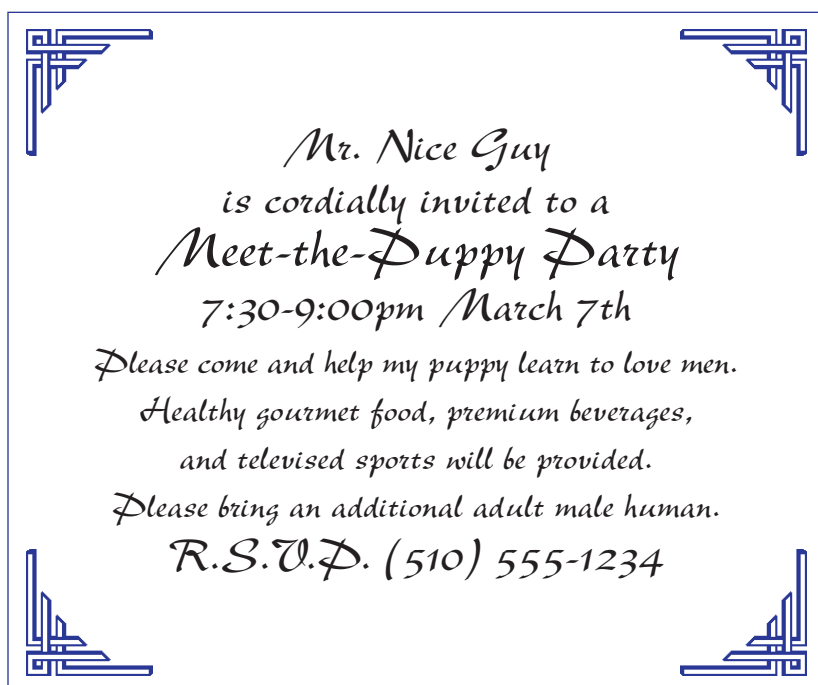 Mr. Nice Guy
is cordially invited to a
Meet-the-Puppy Party
7:30-9:00pm March 7th
Please come and help my puppy learn to love men.
Healthy gourmet food, premium beverages,
and televised sports will be provided.
Please bring an additional adult male human.
R.S.V.P. (510) 555-1234